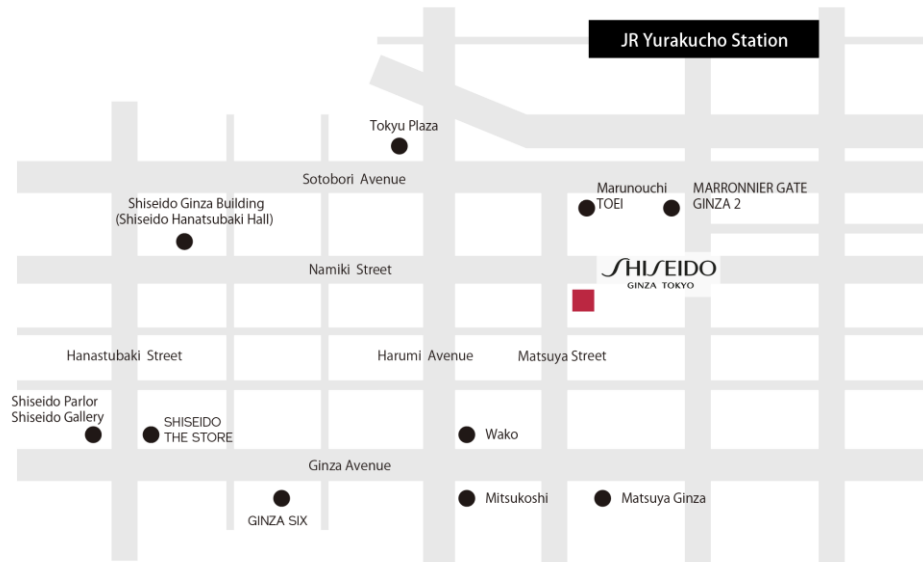 JR Yurakucho Station
Tokyu Plaza
Sotobori Avenue
Marunouchi
TOEI
MARRONNIER GATE
GINZA 2
Shiseido Ginza Building
(Shiseido Hanatsubaki Hall)
Namiki Street
SHISEIDO
GINZA TOKYO
Hanastubaki Street
Harumi Avenue
Matsuya Street
Shiseido Parlor
Shiseido Gallery
SHISEIDO
THE STORE
Wako
Ginza Avenue
GINZA SIX
Mitsukoshi
Matsuya Ginza